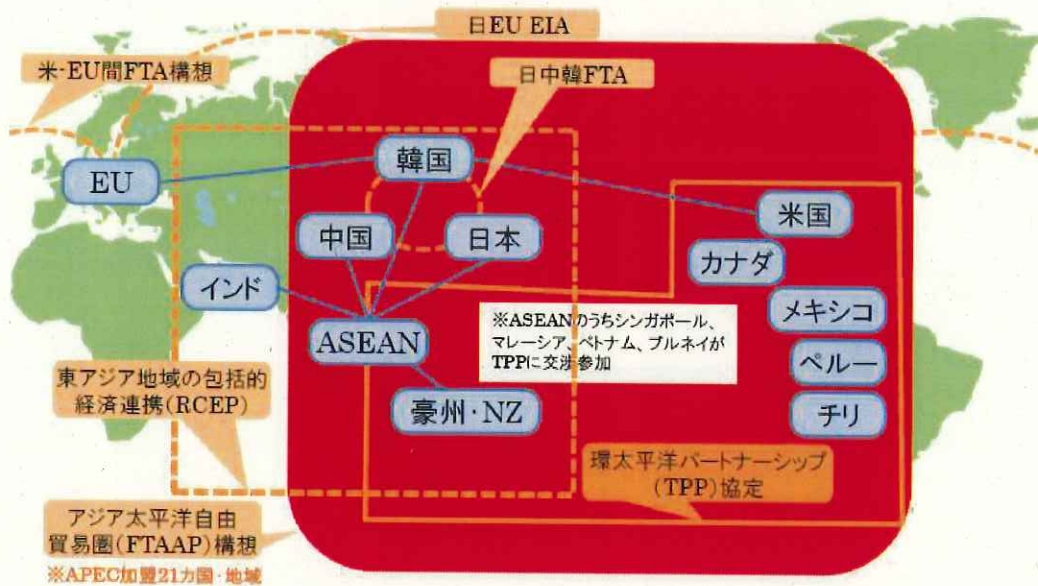 日EU EIA
米-EU間FTA構想
日中韓FTA
韓国
EU
米国
中国
日本
カナダ
インド
メキシコ
※ASEANのうちシンガポール、
マレーシア、ベトナム、ブルネイが
TPPに交渉参加
ASEAN
ペルー
東アジア地域の包括的
経済連携(RCEP)
豪州・NZ
チリ
環太平洋パートナーシップ
(TPP)協定
アジア太平洋自由
貿易圏(FTAAP)構想
※APEC加盟21カ国・地域